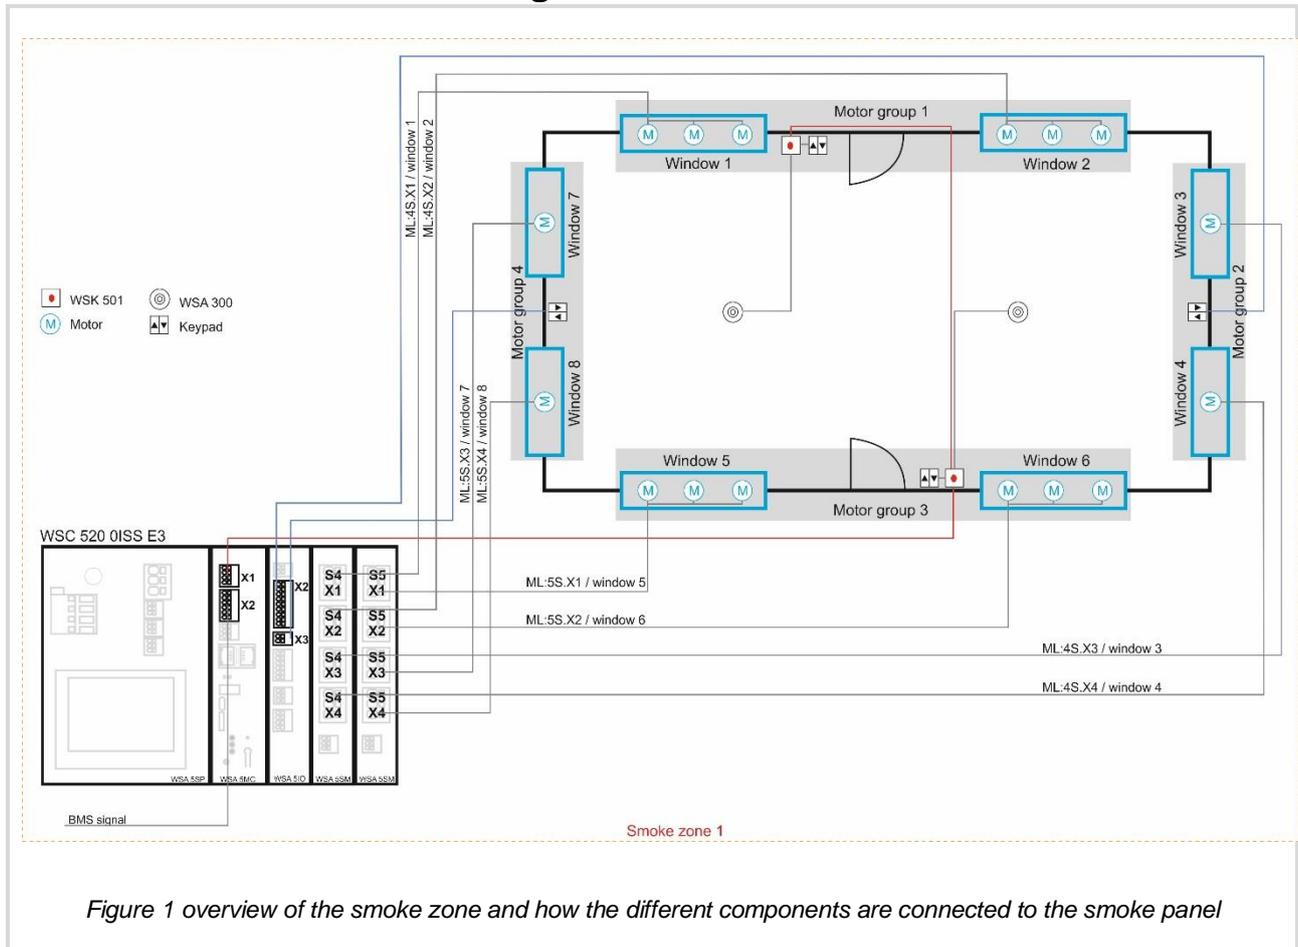 Motor group 1
M M M
M M M
Window 1
Window 2
ML:4S.X1 / window 1
ML:4S.X2 / window 2
Window 7
M
Window 3
M
WSK 501
WSA 300
Motor
Keypad
M
Motor group 4
Motor group 2
Window 8
M
Window 4
M
ML:5S.X3 / window 7
ML:5S.X4 / window 8
Window 5
Window 6
M M M
M M M
Motor group 3
WSC 520 0ISS E3
X1
X2
X2
X3
S4
X1
S5
X1
S4
X2
S5
X2
S4
X3
S5
X3
S4
X4
S5
X4
ML:5S.X1 / window 5
ML:5S.X2 / window 6
ML:4S.X3 / window 3
ML:4S.X4 / window 4
WSA 5SP
WSA 5MC
WSA 5IO
WSA 5SM
WSA 5SM
BMS signal
Smoke zone 1
Figure 1 overview of the smoke zone and how the different components are connected to the smoke panel